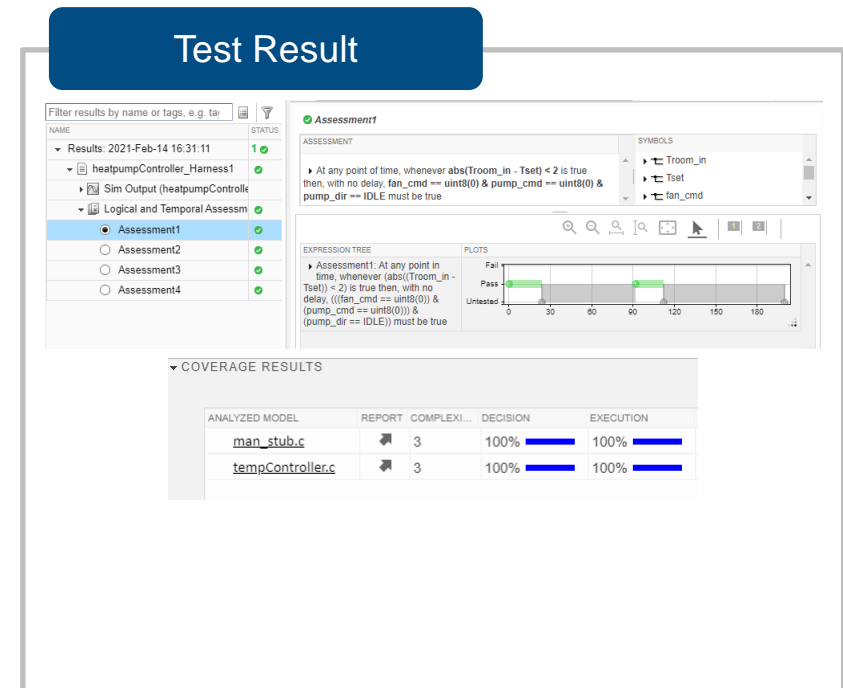 Test Result
Filter results by name or tags, e.g. tag
NAME STATUS
Results: 2021-Feb-14 16:31:11 1
heatpumpController_Harness1
Sim Output (heatpumpControlle
Logical and Temporal Assessm
Assessment1
Assessment2
Assessment3
Assessment4
Assessment1
ASSESSMENT
At any point of time, whenever abs(Troom_in - Tset) < 2 is true
then, with no delay, fan_cmd == uint8(0) & pump_cmd == uint8(0) &
pump_dir == IDLE must be true
SYMBOLS
Troom_in
Tset
fan_cmd
1 2
EXPRESSION TREE
Assessment1: At any point in
time, whenever (abs((Troom_in -
Tset)) < 2) is true then, with no
delay, (((fan_cmd == uint8(0)) &
(pump_cmd == uint8(0))) &
(pump_dir == IDLE)) must be true
PLOTS
Fail
Pass
Untested
0 30 60 90 120 150 180
COVERAGE RESULTS
ANALYZED MODEL REPORT COMPLEXI... DECISION EXECUTION
man_stub.c 3 100% 100%
tempController.c 3 100% 100%